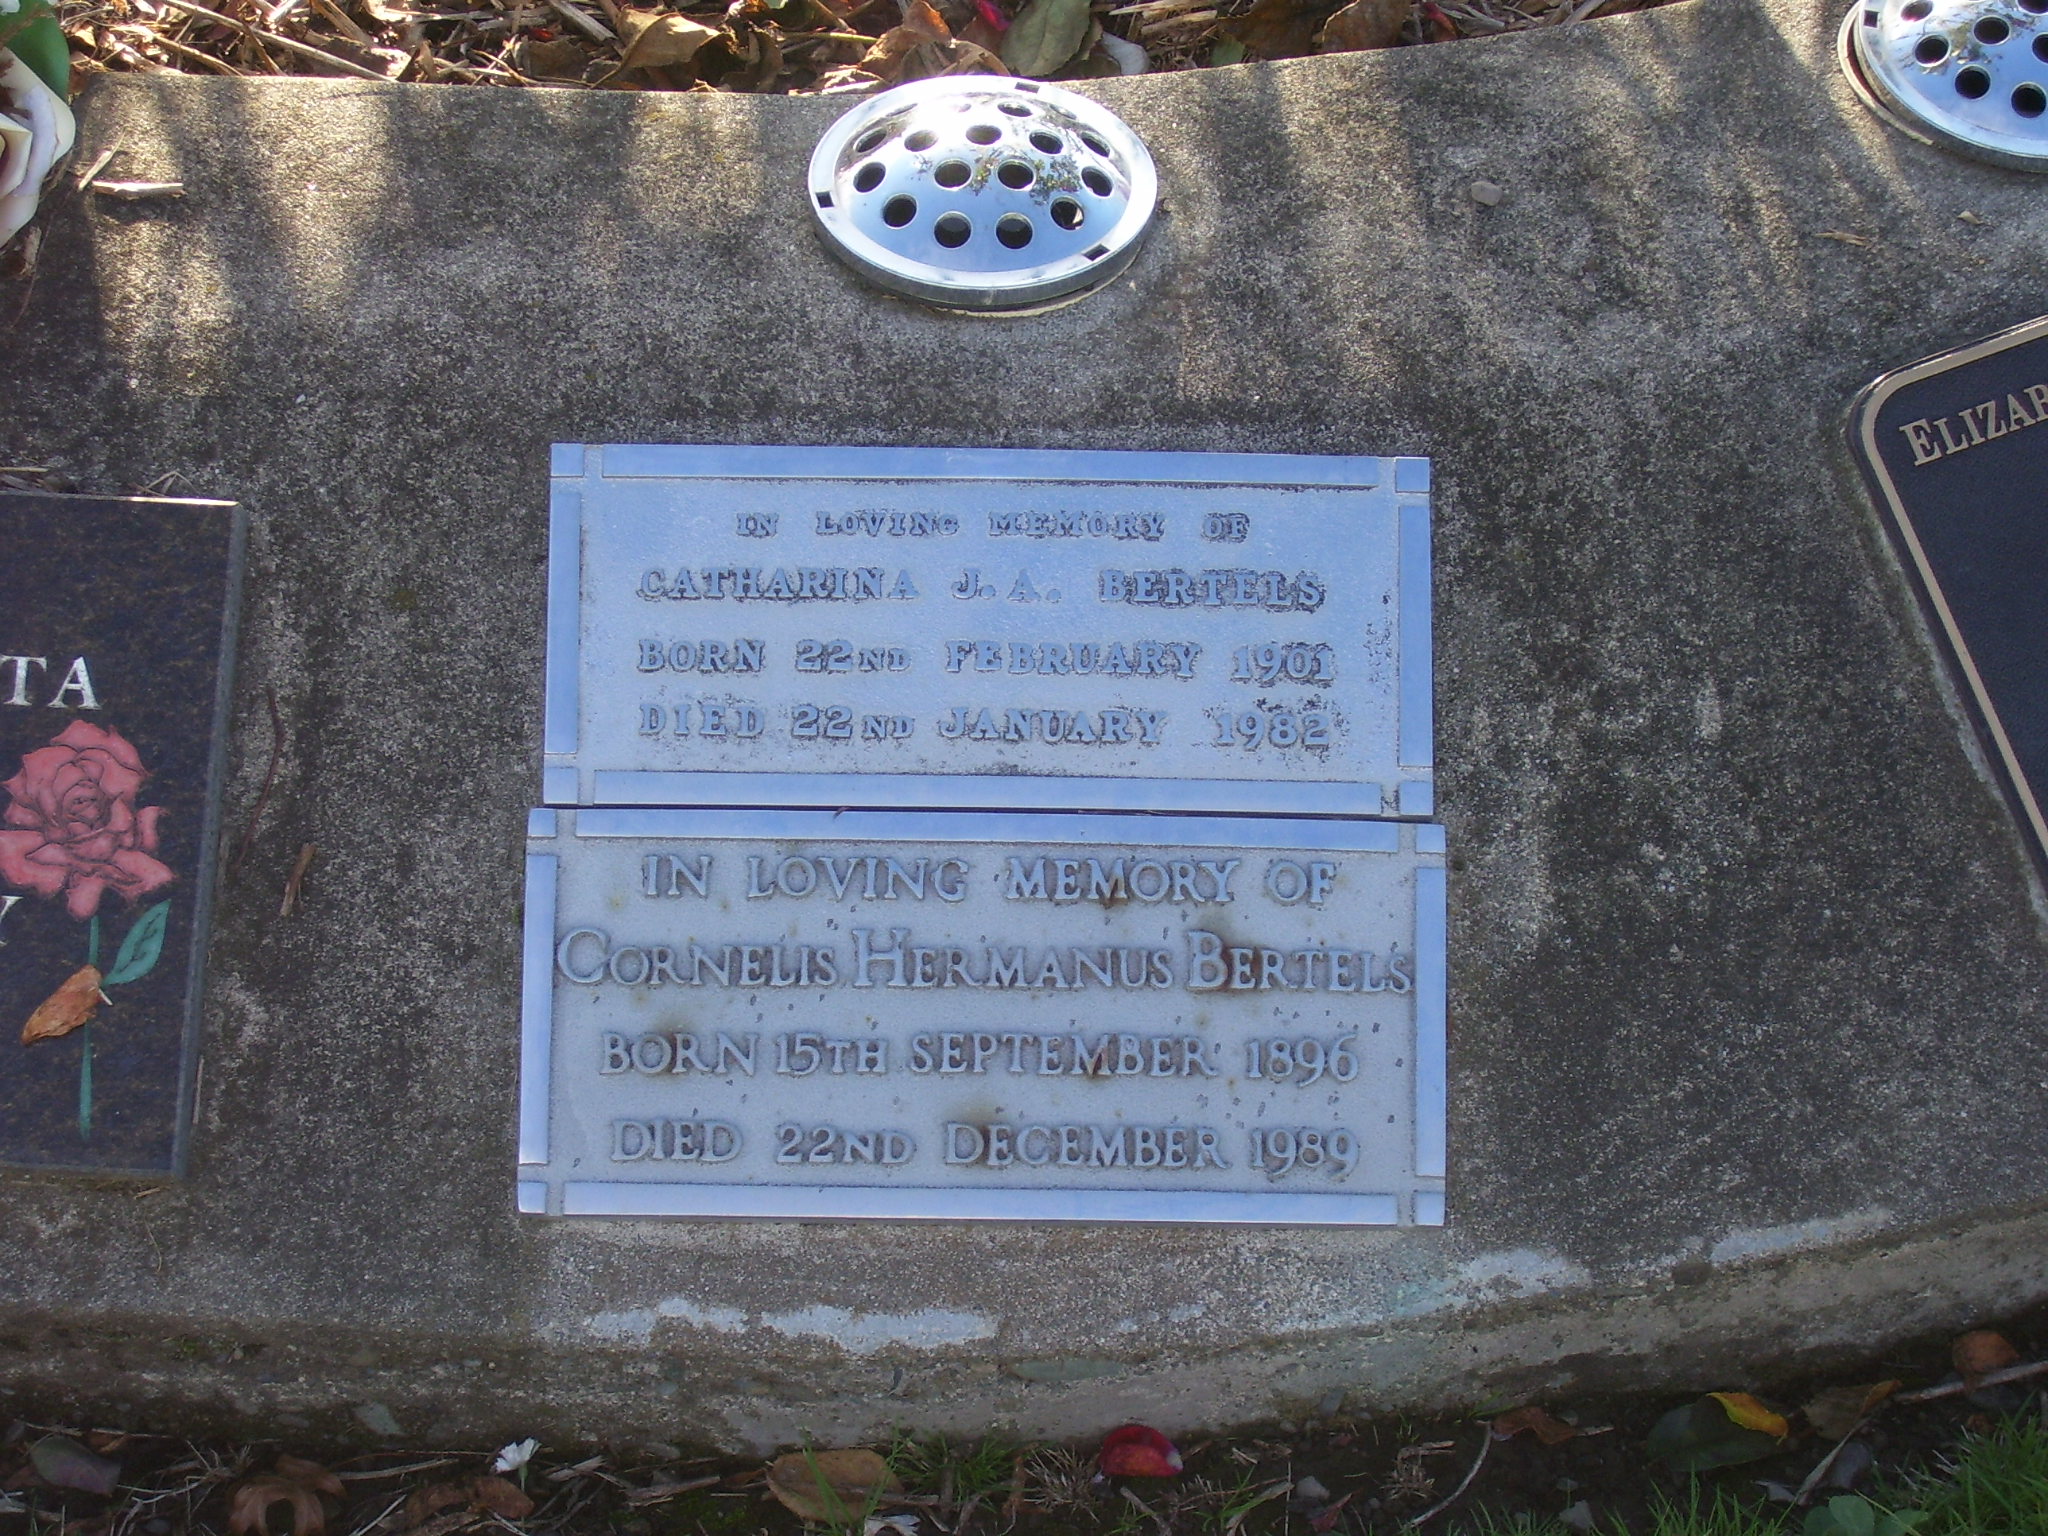 IN LOVING MEMORY OF
CATHARINA J. A. BERTELS
BORN 22ND FEBRUARY 1901
DIED 22ND JANUARY 1982
IN LOVING MEMORY OF
CORNELIS HERMANUS BERTELS
BORN 15TH SEPTEMBER 1896
DIED 22ND DECEMBER 1989
TA
Y
ELIZAB